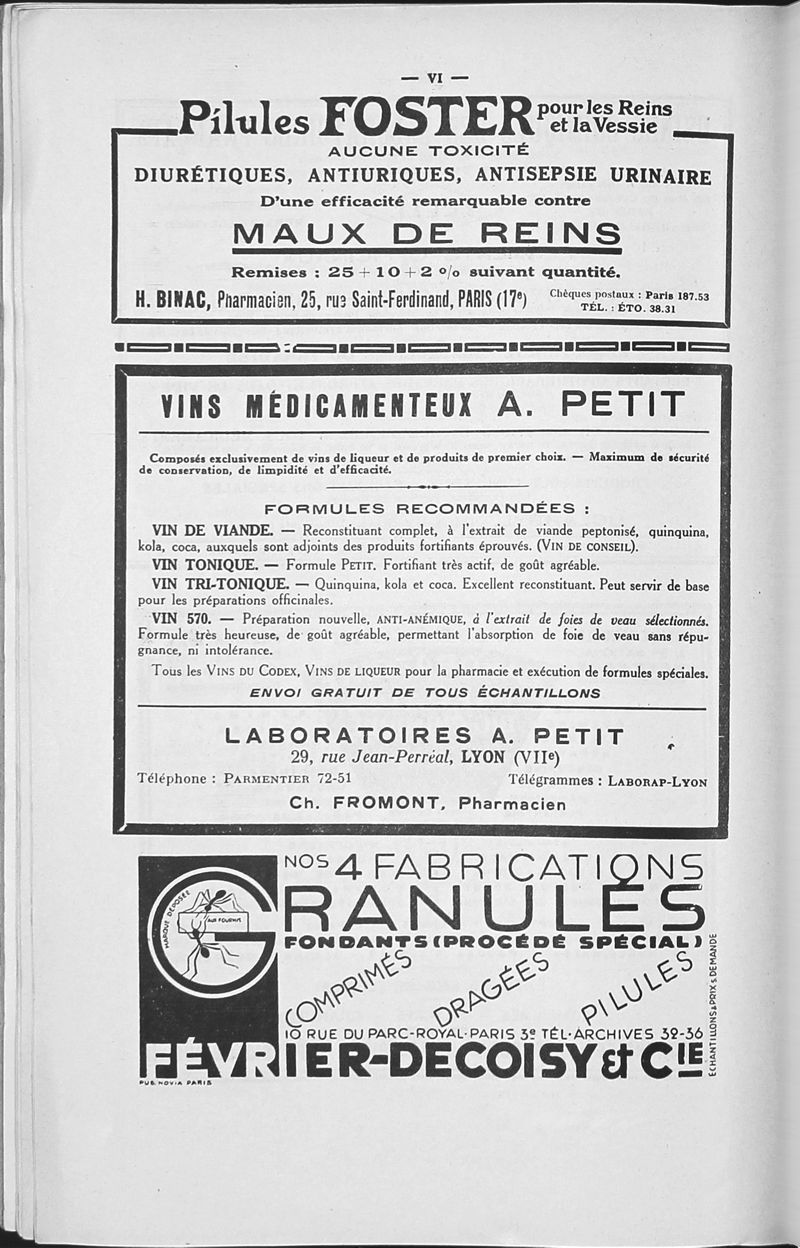 — VI —
Pilules FOSTER pour les Reins
et la Vessie
AUCUNE TOXICITÉ
DIURÉTIQUES, ANTIURIQUES, ANTISEPSIE URINAIRE
D'une efficacité remarquable contre
MAUX DE REINS
Remises : 25 + 10 + 2 % suivant quantité.
H. BINAC, Pharmacien, 25, rue Saint-Ferdinand, PARIS (17e)
Chèques postaux : Paris 187.53
TÉL. : ÉTO. 38.31
VINS MÉDICAMENTEUX A. PETIT
Composés exclusivement de vins de liqueur et de produits de premier choix. — Maximum de sécurité
de conservation, de limpidité et d'efficacité.
FORMULES RECOMMANDÉES :
VIN DE VIANDE. — Reconstituant complet, à l'extrait de viande peptonisé, quinquina,
kola, coca, auxquels sont adjoints des produits fortifiants éprouvés. (VIN DE CONSEIL).
VIN TONIQUE. — Formule PETIT. Fortifiant très actif, de goût agréable.
VIN TRI-TONIQUE. — Quinquina, kola et coca. Excellent reconstituant. Peut servir de base
pour les préparations officinales.
VIN 570. — Préparation nouvelle, ANTI-ANÉMIQUE, à l'extrait de foies de veau sélectionnés.
Formule très heureuse, de goût agréable, permettant l'absorption de foie de veau sans répu-
gnance, ni intolérance.
Tous les VINS DU CODEX, VINS DE LIQUEUR pour la pharmacie et exécution de formules spéciales.
ENVOI GRATUIT DE TOUS ÉCHANTILLONS
LABORATOIRES A. PETIT
29, rue Jean-Perréal, LYON (VIIe)
Téléphone : PARMENTIER 72-51
Télégrammes : LABORAP-LYON
Ch. FROMONT, Pharmacien
NOS 4 FABRICATIONS
GRANULES
FONDANTS (PROCÉDÉ SPÉCIAL)
MARQUE DÉPOSÉE
AUX FOURMIS
COMPRIMÉS
DRAGÉES
PILULES
10 RUE DU PARC-ROYAL-PARIS 3e TÉL-ARCHIVES 32-36
FÉVRIER-DECOISY & CIE
ECHANTILLONS & PRIX S. DEMANDE
PUB. NOVIA PARIS